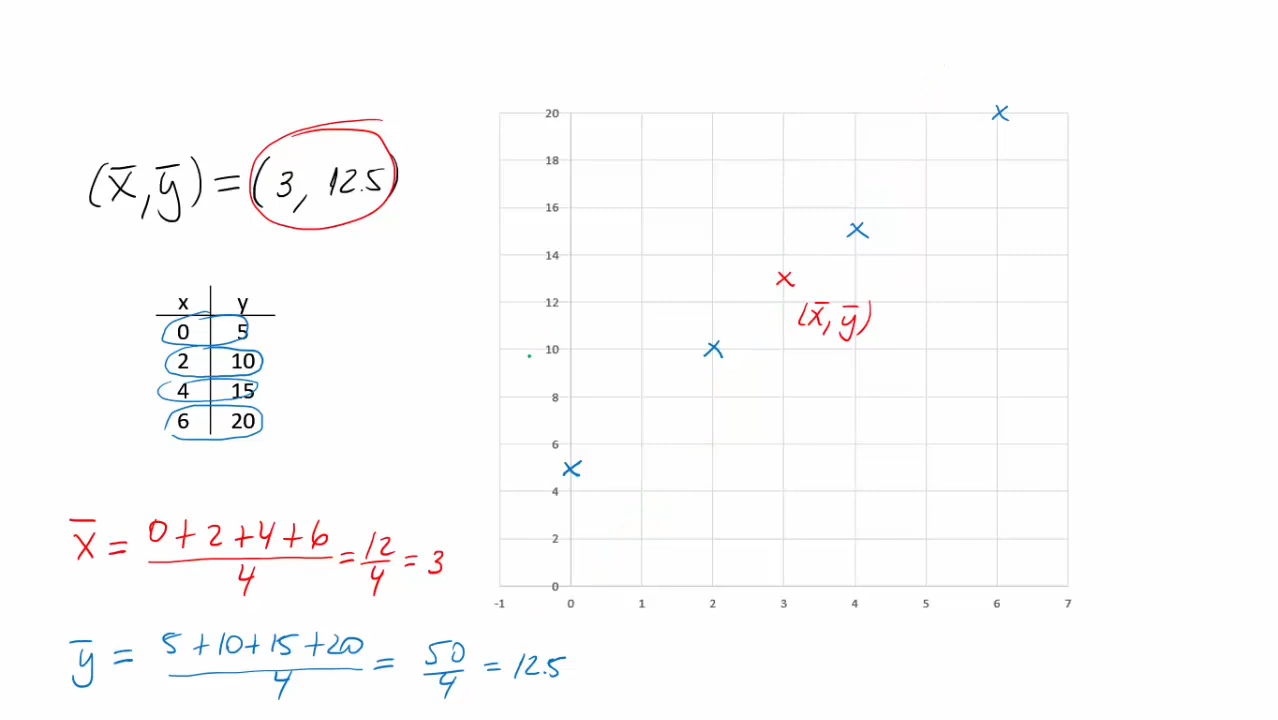 (x̅, y̅) = (3, 12.5)
x y
0 5
2 10
4 15
6 20
x̅ = 0+2+4+6 / 4 = 12/4 = 3
y̅ = 5+10+15+20 / 4 = 50/4 = 12.5
20
18
16
14
12
10
8
6
4
2
0
-1 0 1 2 3 4 5 6 7
(x̅, y̅)